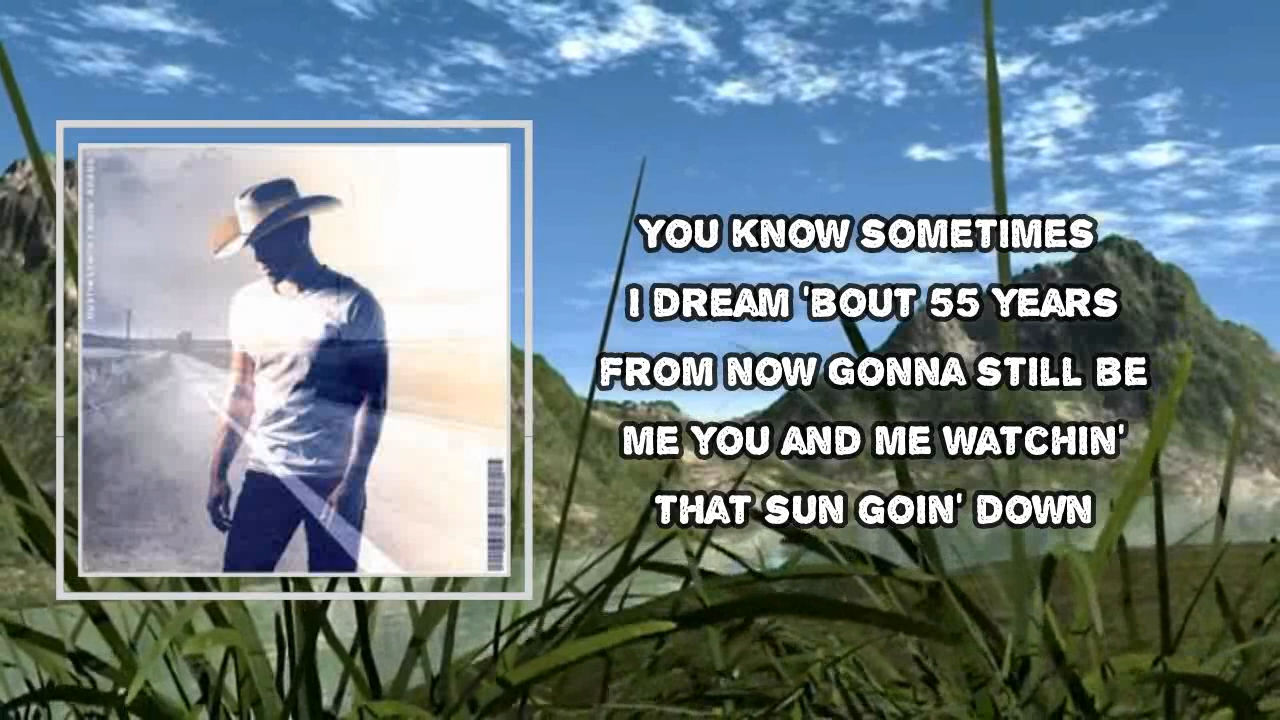 YOU KNOW SOMETIMES
I DREAM 'BOUT 55 YEARS
FROM NOW GONNA STILL BE
ME YOU AND ME WATCHIN'
THAT SUN GOIN' DOWN